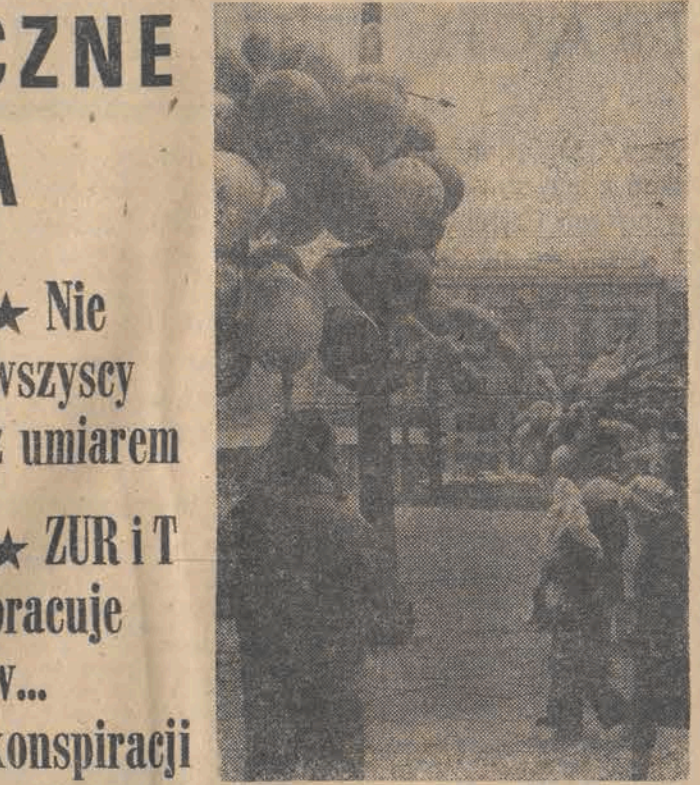 CZNE
A
★ Nie
wszyscy
z umiarem
★ ZUR i T
pracuje
w...
konspiracji